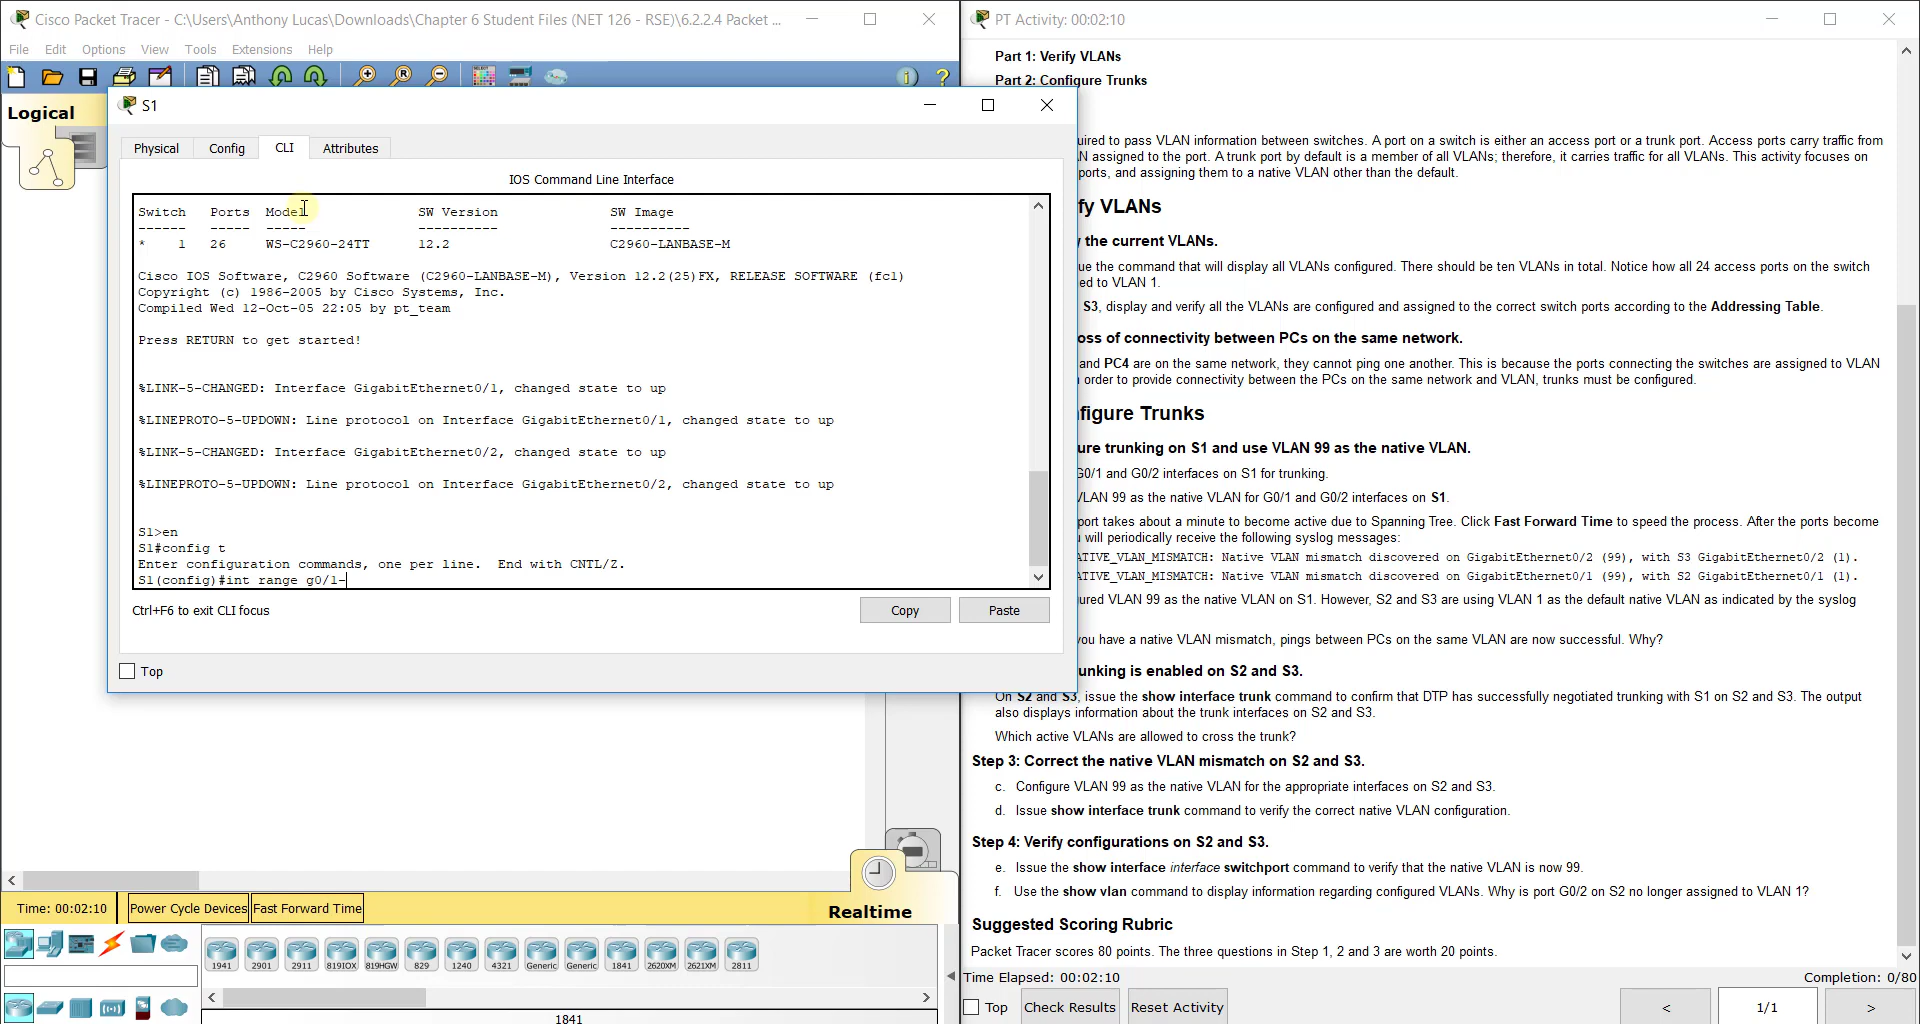 Cisco Packet Tracer - C:\Users\Anthony Lucas\Downloads\Chapter 6 Student Files (NET 126 - RSE)\6.2.2.4 Packet ...
File Edit Options View Tools Extensions Help
Logical
S1
Physical Config CLI Attributes
IOS Command Line Interface
Switch Ports Model SW Version SW Image
------ ----- ----- ---------- ----------
* 1 26 WS-C2960-24TT 12.2 C2960-LANBASE-M
Cisco IOS Software, C2960 Software (C2960-LANBASE-M), Version 12.2(25)FX, RELEASE SOFTWARE (fc1)
Copyright (c) 1986-2005 by Cisco Systems, Inc.
Compiled Wed 12-Oct-05 22:05 by pt_team
Press RETURN to get started!
%LINK-5-CHANGED: Interface GigabitEthernet0/1, changed state to up
%LINEPROTO-5-UPDOWN: Line protocol on Interface GigabitEthernet0/1, changed state to up
%LINK-5-CHANGED: Interface GigabitEthernet0/2, changed state to up
%LINEPROTO-5-UPDOWN: Line protocol on Interface GigabitEthernet0/2, changed state to up
S1>en
S1#config t
Enter configuration commands, one per line. End with CNTL/Z.
S1(config)#int range g0/1-
Ctrl+F6 to exit CLI focus
Copy
Paste
Top
Time: 00:02:10
Power Cycle Devices
Fast Forward Time
Realtime
1941 2901 2911 819IOX 819HGW 829 1240 4321 Generic Generic 1841 2620XM 2621XM 2811
1841
PT Activity: 00:02:10
Part 1: Verify VLANs
Part 2: Configure Trunks
uired to pass VLAN information between switches. A port on a switch is either an access port or a trunk port. Access ports carry traffic from
N assigned to the port. A trunk port by default is a member of all VLANs; therefore, it carries traffic for all VLANs. This activity focuses on
ports, and assigning them to a native VLAN other than the default.
fy VLANs
the current VLANs.
ue the command that will display all VLANs configured. There should be ten VLANs in total. Notice how all 24 access ports on the switch
ed to VLAN 1.
S3, display and verify all the VLANs are configured and assigned to the correct switch ports according to the Addressing Table.
oss of connectivity between PCs on the same network.
and PC4 are on the same network, they cannot ping one another. This is because the ports connecting the switches are assigned to VLAN
order to provide connectivity between the PCs on the same network and VLAN, trunks must be configured.
figure Trunks
ure trunking on S1 and use VLAN 99 as the native VLAN.
G0/1 and G0/2 interfaces on S1 for trunking.
VLAN 99 as the native VLAN for G0/1 and G0/2 interfaces on S1.
port takes about a minute to become active due to Spanning Tree. Click Fast Forward Time to speed the process. After the ports become
u will periodically receive the following syslog messages:
ATIVE_VLAN_MISMATCH: Native VLAN mismatch discovered on GigabitEthernet0/2 (99), with S3 GigabitEthernet0/2 (1).
ATIVE_VLAN_MISMATCH: Native VLAN mismatch discovered on GigabitEthernet0/1 (99), with S2 GigabitEthernet0/1 (1).
ured VLAN 99 as the native VLAN on S1. However, S2 and S3 are using VLAN 1 as the default native VLAN as indicated by the syslog
you have a native VLAN mismatch, pings between PCs on the same VLAN are now successful. Why?
unking is enabled on S2 and S3.
On S2 and S3, issue the show interface trunk command to confirm that DTP has successfully negotiated trunking with S1 on S2 and S3. The output
also displays information about the trunk interfaces on S2 and S3.
Which active VLANs are allowed to cross the trunk?
Step 3: Correct the native VLAN mismatch on S2 and S3.
c. Configure VLAN 99 as the native VLAN for the appropriate interfaces on S2 and S3.
d. Issue show interface trunk command to verify the correct native VLAN configuration.
Step 4: Verify configurations on S2 and S3.
e. Issue the show interface interface switchport command to verify that the native VLAN is now 99.
f. Use the show vlan command to display information regarding configured VLANs. Why is port G0/2 on S2 no longer assigned to VLAN 1?
Suggested Scoring Rubric
Packet Tracer scores 80 points. The three questions in Step 1, 2 and 3 are worth 20 points.
Time Elapsed: 00:02:10 Completion: 0/80
Top Check Results Reset Activity < 1/1 >